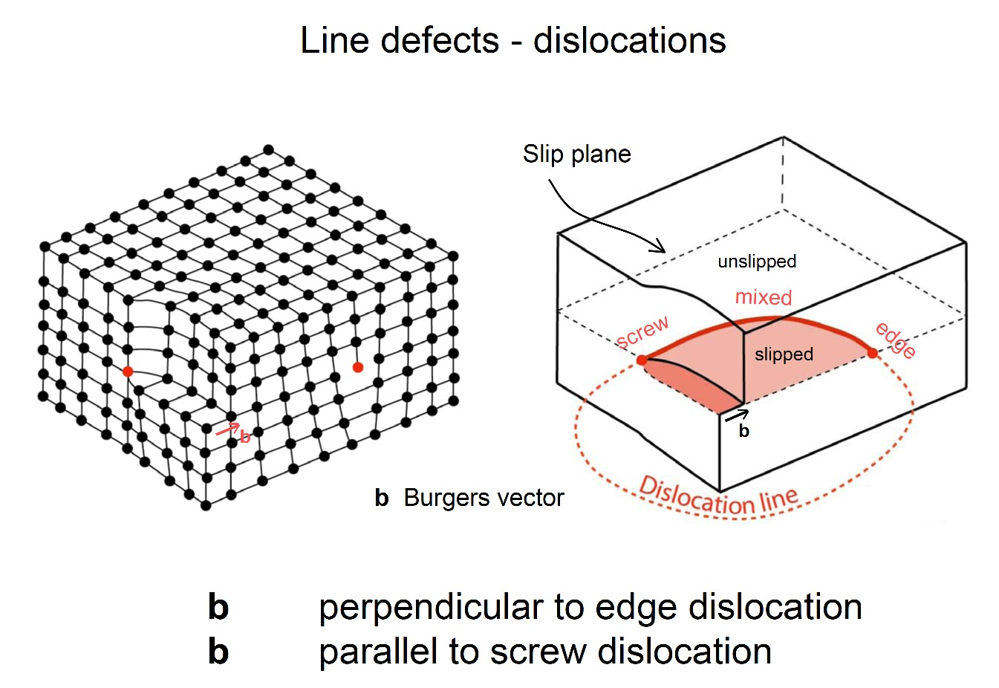 Line defects - dislocations
Slip plane
unslipped
mixed
screw
edge
slipped
b
b
Dislocation line
b Burgers vector
b perpendicular to edge dislocation
b parallel to screw dislocation